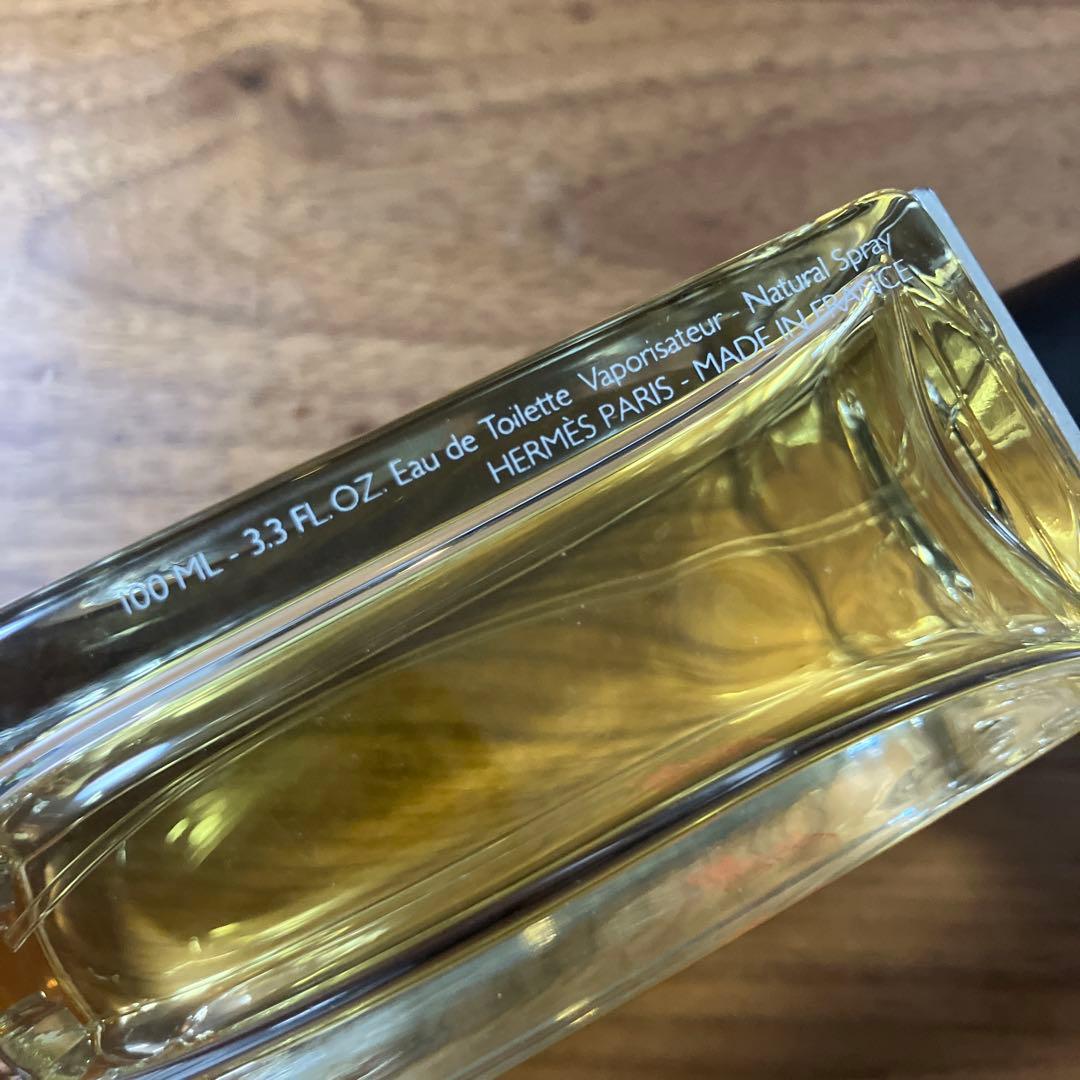 100 ML - 3.3 FL.OZ. Eau de Toilette Vaporisateur - Natural Spray
HERMÈS PARIS - MADE IN FRANCE